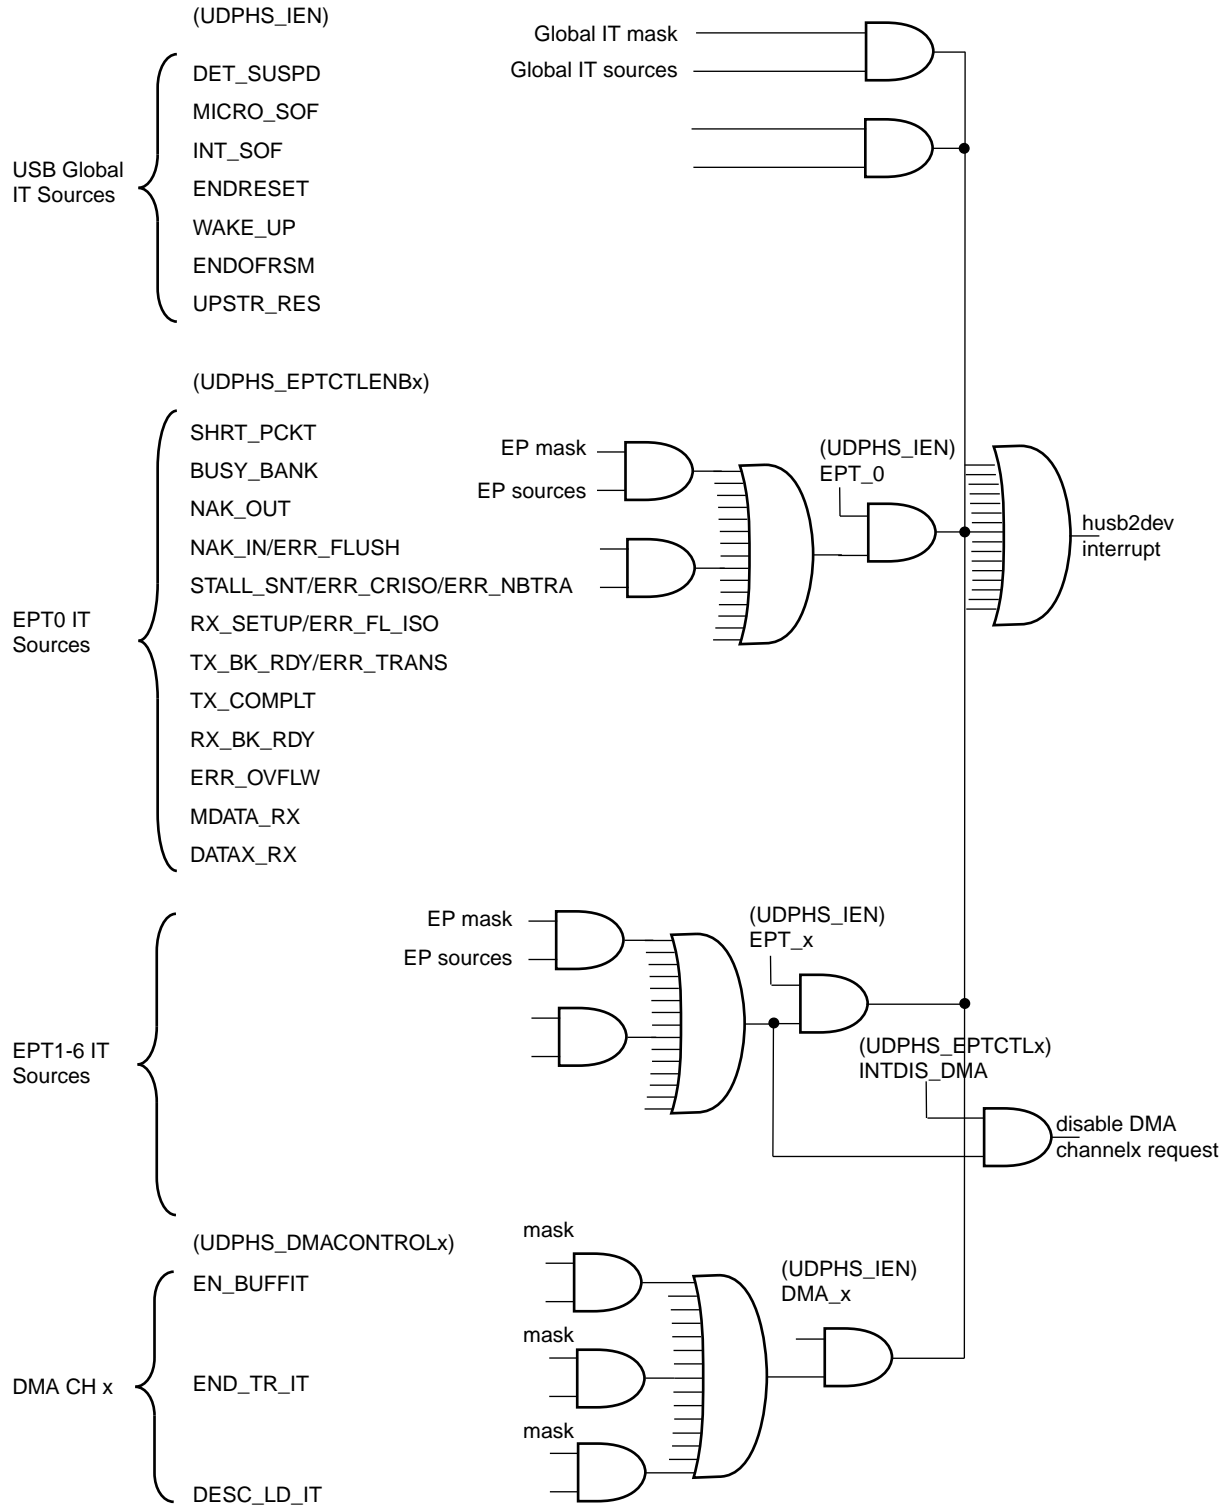 (UDPHS_IEN)
Global IT mask
Global IT sources
DET_SUSPD
MICRO_SOF
INT_SOF
ENDRESET
WAKE_UP
ENDOFRSM
UPSTR_RES
USB Global
IT Sources
(UDPHS_EPTCTLENBx)
SHRT_PCKT
BUSY_BANK
NAK_OUT
NAK_IN/ERR_FLUSH
STALL_SNT/ERR_CRISO/ERR_NBTRA
RX_SETUP/ERR_FL_ISO
TX_BK_RDY/ERR_TRANS
TX_COMPLT
RX_BK_RDY
ERR_OVFLW
MDATA_RX
DATAX_RX
EPT0 IT
Sources
EP mask
EP sources
(UDPHS_IEN)
EPT_0
husb2dev
interrupt
EPT1-6 IT
Sources
EP mask
EP sources
(UDPHS_IEN)
EPT_x
(UDPHS_EPTCTLx)
INTDIS_DMA
disable DMA
channelx request
(UDPHS_DMACONTROLx)
EN_BUFFIT
END_TR_IT
DESC_LD_IT
DMA CH x
mask
mask
mask
(UDPHS_IEN)
DMA_x